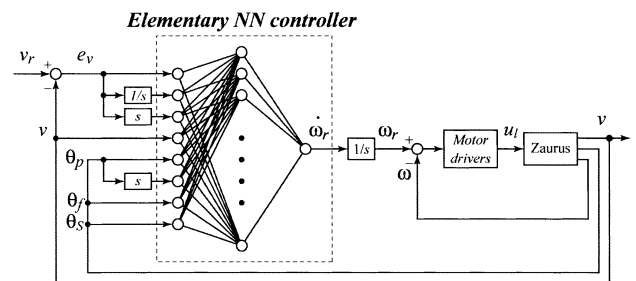 Elementary NN controller
v_r + − e_v
1/s
s
v
θ_p
s
θ_f
θ_S
ω̇_r
1/s
ω_r + −
ω
Motor drivers
u_l
Zaurus
v